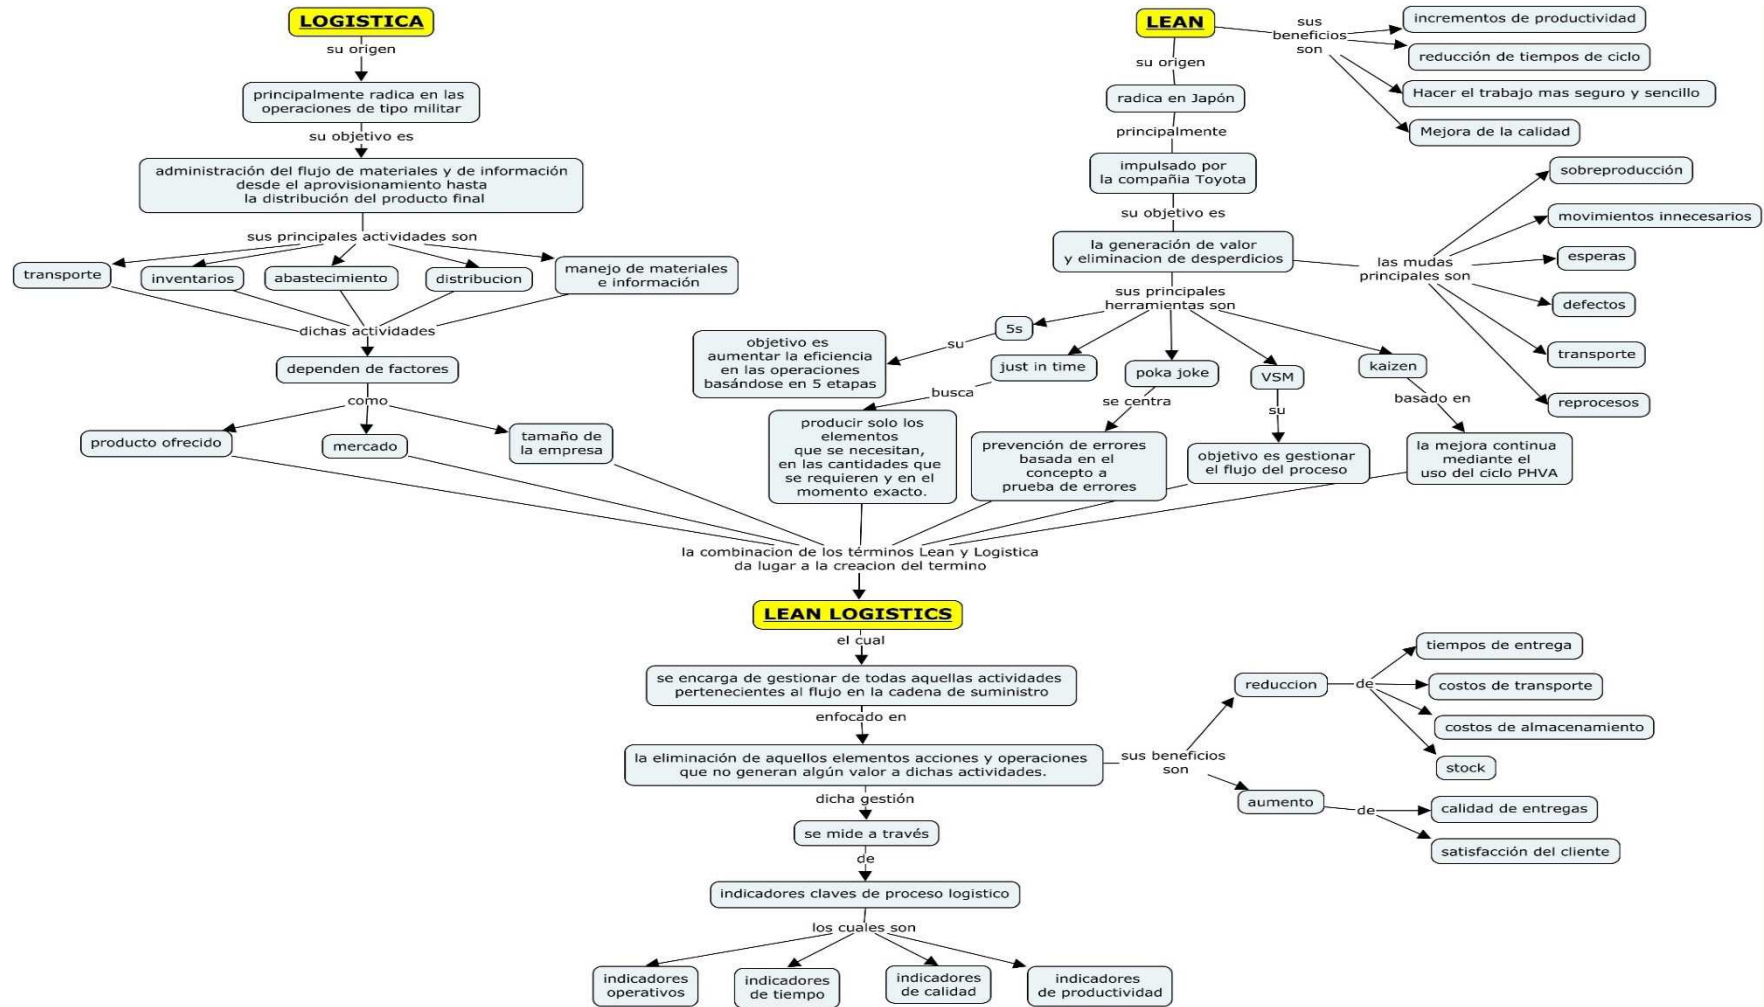 LOGISTICA
su origen
principalmente radica en las
operaciones de tipo militar
su objetivo es
administración del flujo de materiales y de información
desde el aprovisionamiento hasta
la distribución del producto final
sus principales actividades son
transporte
inventarios
abastecimiento
distribucion
manejo de materiales
e información
dichas actividades
dependen de factores
como
producto ofrecido
mercado
tamaño de
la empresa
LEAN
sus
beneficios
son
incrementos de productividad
reducción de tiempos de ciclo
Hacer el trabajo mas seguro y sencillo
Mejora de la calidad
su origen
radica en Japón
principalmente
impulsado por
la compañia Toyota
su objetivo es
la generación de valor
y eliminacion de desperdicios
las mudas
principales son
sobreproducción
movimientos innecesarios
esperas
defectos
transporte
reprocesos
sus principales
herramientas son
5s
su
objetivo es
aumentar la eficiencia
en las operaciones
basándose en 5 etapas
just in time
busca
producir solo los
elementos
que se necesitan,
en las cantidades que
se requieren y en el
momento exacto.
poka joke
se centra
prevención de errores
basada en el
concepto a
prueba de errores
VSM
su
objetivo es gestionar
el flujo del proceso
kaizen
basado en
la mejora continua
mediante el
uso del ciclo PHVA
la combinacion de los términos Lean y Logistica
da lugar a la creacion del termino
LEAN LOGISTICS
el cual
se encarga de gestionar de todas aquellas actividades
pertenecientes al flujo en la cadena de suministro
enfocado en
la eliminación de aquellos elementos acciones y operaciones
que no generan algún valor a dichas actividades.
sus beneficios
son
reduccion
de
tiempos de entrega
costos de transporte
costos de almacenamiento
stock
aumento
de
calidad de entregas
satisfacción del cliente
dicha gestión
se mide a través
de
indicadores claves de proceso logistico
los cuales son
indicadores
operativos
indicadores
de tiempo
indicadores
de calidad
indicadores
de productividad